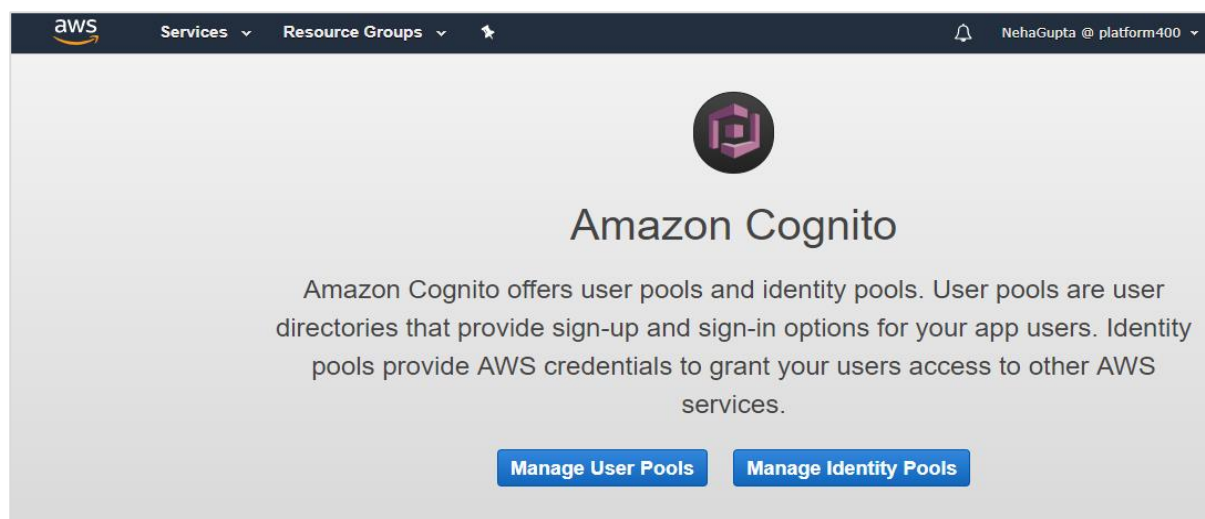 aws Services Resource Groups NehaGupta @ platform400
Amazon Cognito
Amazon Cognito offers user pools and identity pools. User pools are user
directories that provide sign-up and sign-in options for your app users. Identity
pools provide AWS credentials to grant your users access to other AWS
services.
Manage User Pools Manage Identity Pools